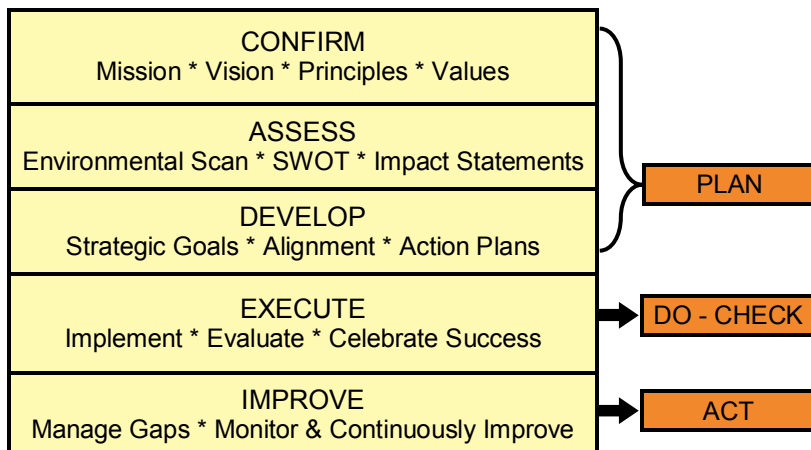 CONFIRM
Mission * Vision * Principles * Values
ASSESS
Environmental Scan * SWOT * Impact Statements
PLAN
DEVELOP
Strategic Goals * Alignment * Action Plans
EXECUTE
Implement * Evaluate * Celebrate Success
DO - CHECK
IMPROVE
Manage Gaps * Monitor & Continuously Improve
ACT